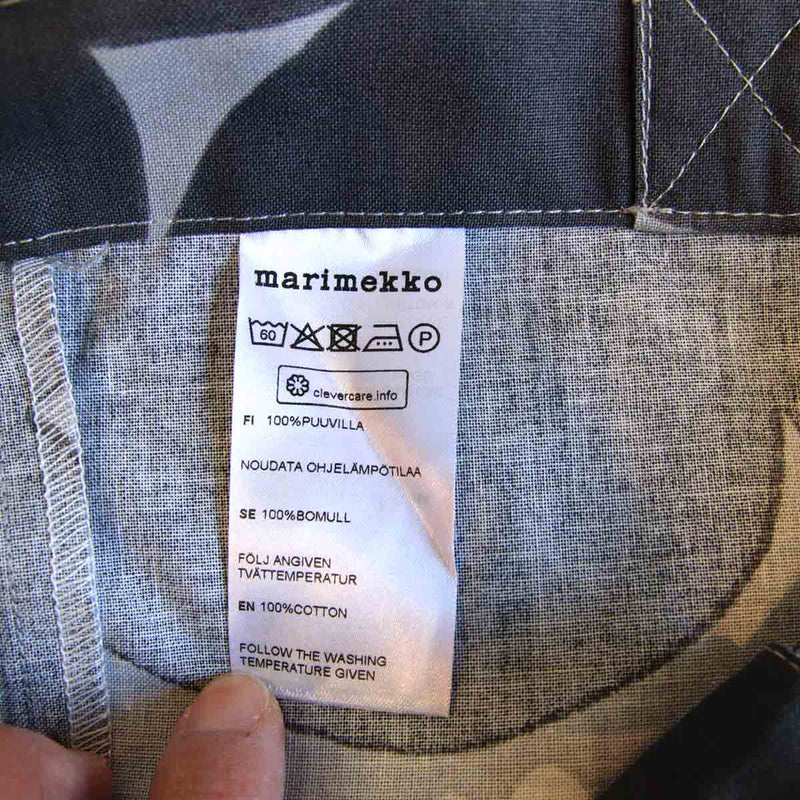 marimekko
60 P
clevercare.info
FI 100%PUUVILLA
NOUDATA OHJELÄMPÖTILAA
SE 100%BOMULL
FÖLJ ANGIVEN
TVÄTTEMPERATUR
EN 100%COTTON
FOLLOW THE WASHING
TEMPERATURE GIVEN